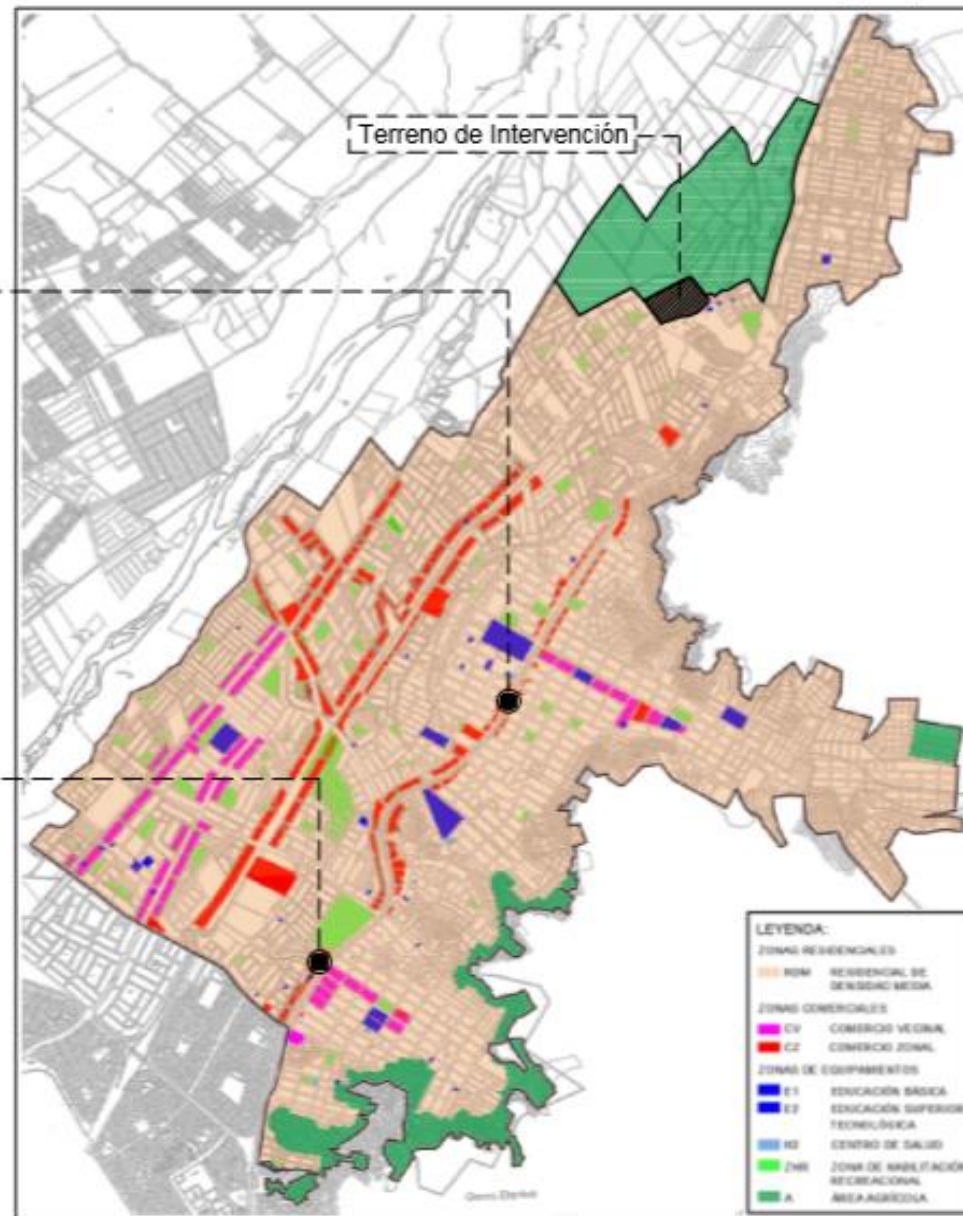 Terreno de Intervención
LEYENDA:
ZONAS RESIDENCIALES
RDM RESIDENCIAL DE
DENSIDAD MEDIA
ZONAS COMERCIALES
CV COMERCIO VECINAL
CZ COMERCIO ZONAL
ZONAS DE EQUIPAMIENTOS
E1 EDUCACIÓN BÁSICA
E2 EDUCACIÓN SUPERIOR
TECNOLÓGICA
H2 CENTRO DE SALUD
ZHR ZONA DE HABILITACIÓN
RECREACIONAL
A ÁREA AGRÍCOLA